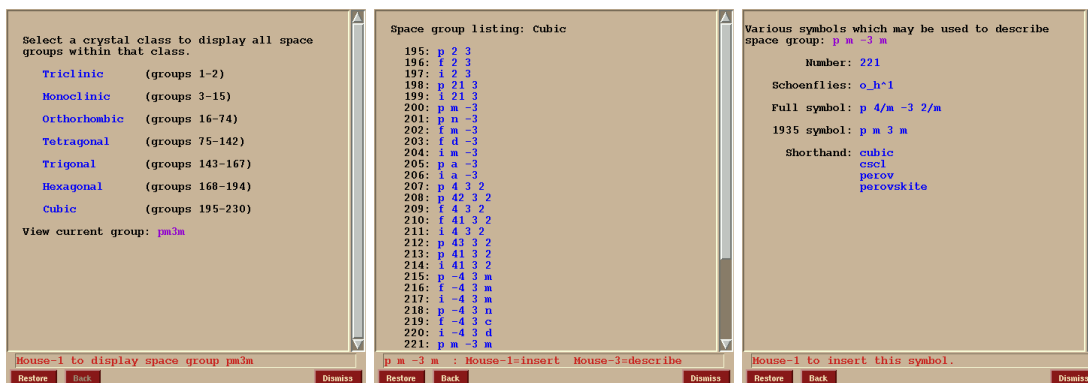 Select a crystal class to display all space
groups within that class.
Triclinic (groups 1-2)
Monoclinic (groups 3-15)
Orthorhombic (groups 16-74)
Tetragonal (groups 75-142)
Trigonal (groups 143-167)
Hexagonal (groups 168-194)
Cubic (groups 195-230)
View current group: pm3m
Mouse-1 to display space group pm3m
Restore Back Dismiss
Space group listing: Cubic
195: p 2 3
196: f 2 3
197: i 2 3
198: p 21 3
199: i 21 3
200: p m -3
201: p n -3
202: f m -3
203: f d -3
204: i m -3
205: p a -3
206: i a -3
207: p 4 3 2
208: p 42 3 2
209: f 4 3 2
210: f 41 3 2
211: i 4 3 2
212: p 43 3 2
213: p 41 3 2
214: i 41 3 2
215: p -4 3 m
216: f -4 3 m
217: i -4 3 m
218: p -4 3 n
219: f -4 3 c
220: i -4 3 d
221: p m -3 m
p m -3 m : Mouse-1=insert Mouse-3=describe
Restore Back Dismiss
Various symbols which may be used to describe
space group: p m -3 m
Number: 221
Schoenflies: o_h^1
Full symbol: p 4/m -3 2/m
1935 symbol: p m 3 m
Shorthand: cubic
cscl
perov
perovskite
Mouse-1 to insert this symbol.
Restore Back Dismiss